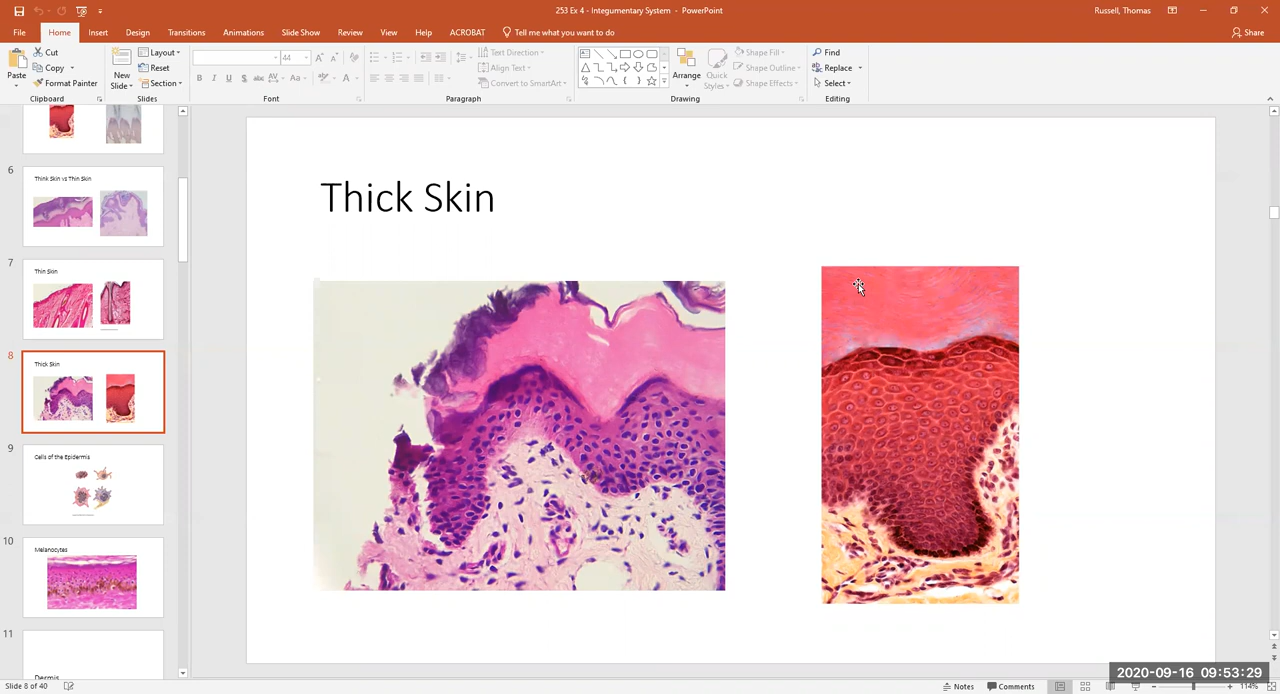 253 Ex 4 - Integumentary System - PowerPoint
Russell, Thomas
File Home Insert Design Transitions Animations Slide Show Review View Help ACROBAT Tell me what you want to do
Share
Paste
Cut
Copy
Format Painter
Clipboard
New
Slide
Layout
Reset
Section
Slides
44
B I U S abc AV Aa A
Font
Text Direction
Align Text
Convert to SmartArt
Paragraph
Arrange
Quick
Styles
Shape Fill
Shape Outline
Shape Effects
Drawing
Find
Replace
Select
Editing
6
Think Skin vs Thin Skin
7
Thin Skin
8
Thick Skin
9
Cells of the Epidermis
10
Melanocytes
11
Dermis
Thick Skin
2020-09-16 09:53:29
Slide 8 of 40
Notes
Comments
114%